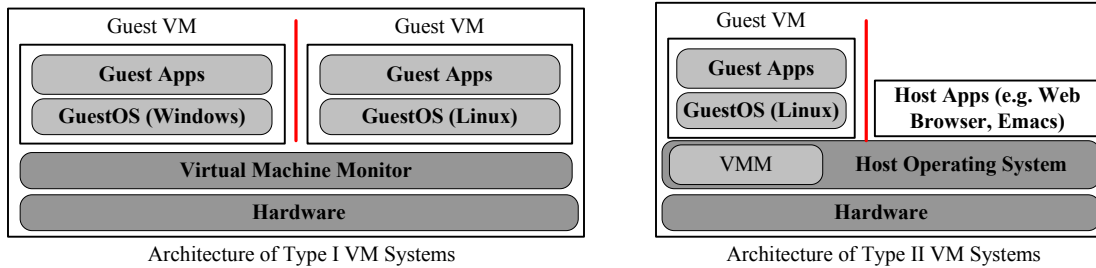 Guest VM
Guest VM
Guest Apps
GuestOS (Windows)
Guest Apps
GuestOS (Linux)
Virtual Machine Monitor
Hardware
Architecture of Type I VM Systems
Guest VM
Guest Apps
GuestOS (Linux)
Host Apps (e.g. Web
Browser, Emacs)
VMM
Host Operating System
Hardware
Architecture of Type II VM Systems